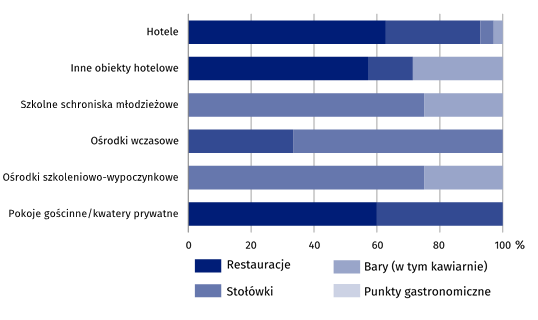 Hotele
Inne obiekty hotelowe
Szkolne schroniska młodzieżowe
Ośrodki wczasowe
Ośrodki szkoleniowo-wypoczynkowe
Pokoje gościnne/kwatery prywatne
0 20 40 60 80 100 %
Restauracje Bary (w tym kawiarnie)
Stołówki Punkty gastronomiczne